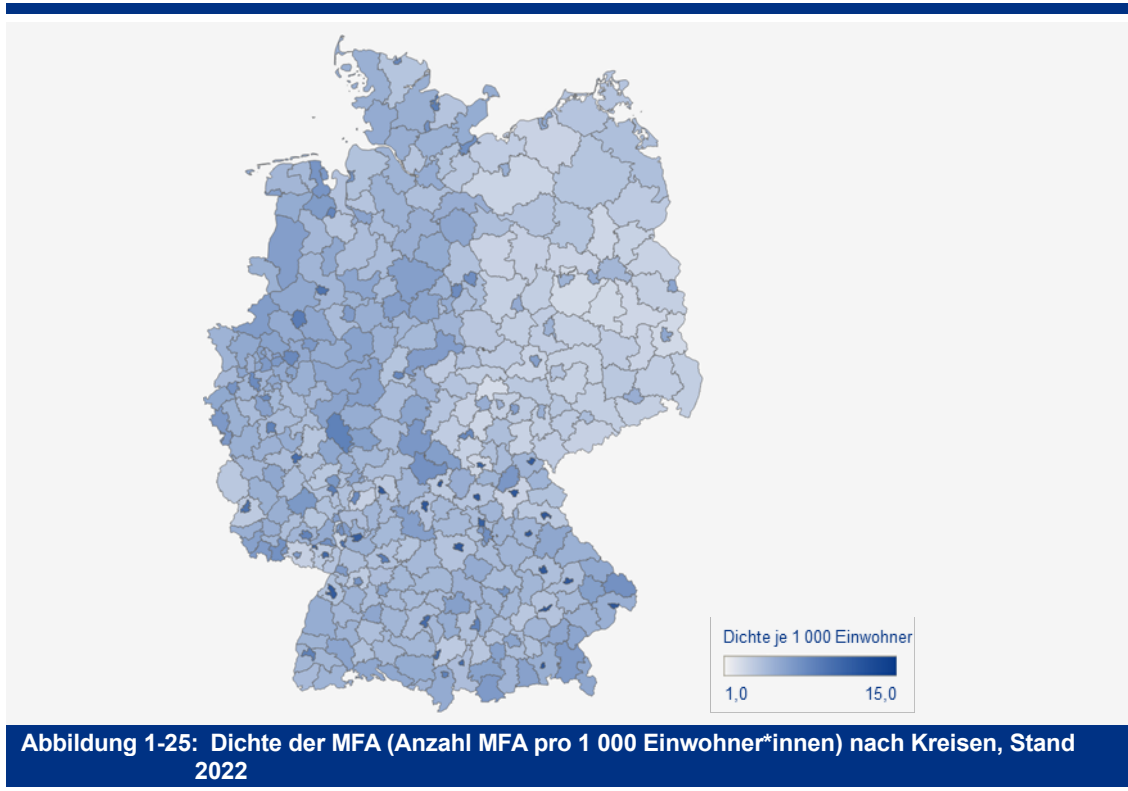 Dichte je 1 000 Einwohner
1,0 15,0
Abbildung 1-25: Dichte der MFA (Anzahl MFA pro 1 000 Einwohner*innen) nach Kreisen, Stand
2022